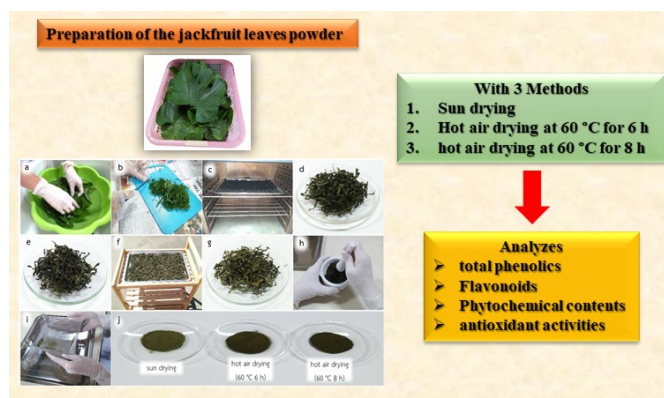 Preparation of the jackfruit leaves powder
With 3 Methods
1. Sun drying
2. Hot air drying at 60 °C for 6 h
3. hot air drying at 60 °C for 8 h
a
b
c
d
e
f
g
h
i
j
sun drying
hot air drying
(60 °C 6 h)
hot air drying
(60 °C 8 h)
Analyzes
➢ total phenolics
➢ Flavonoids
➢ Phytochemical contents
➢ antioxidant activities